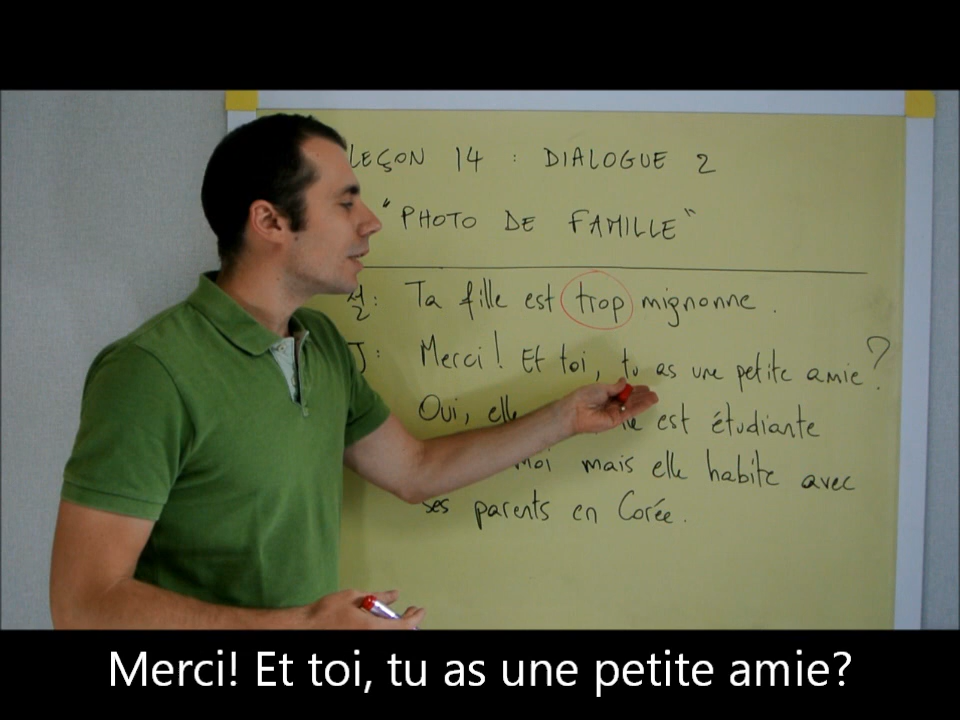 LEÇON 14 : DIALOGUE 2
"PHOTO DE FAMILLE"
Ta fille est trop mignonne.
J: Merci! Et toi, tu as une petite amie?
Oui, elle est étudiante
moi mais elle habite avec
ses parents en Corée.
Merci! Et toi, tu as une petite amie?